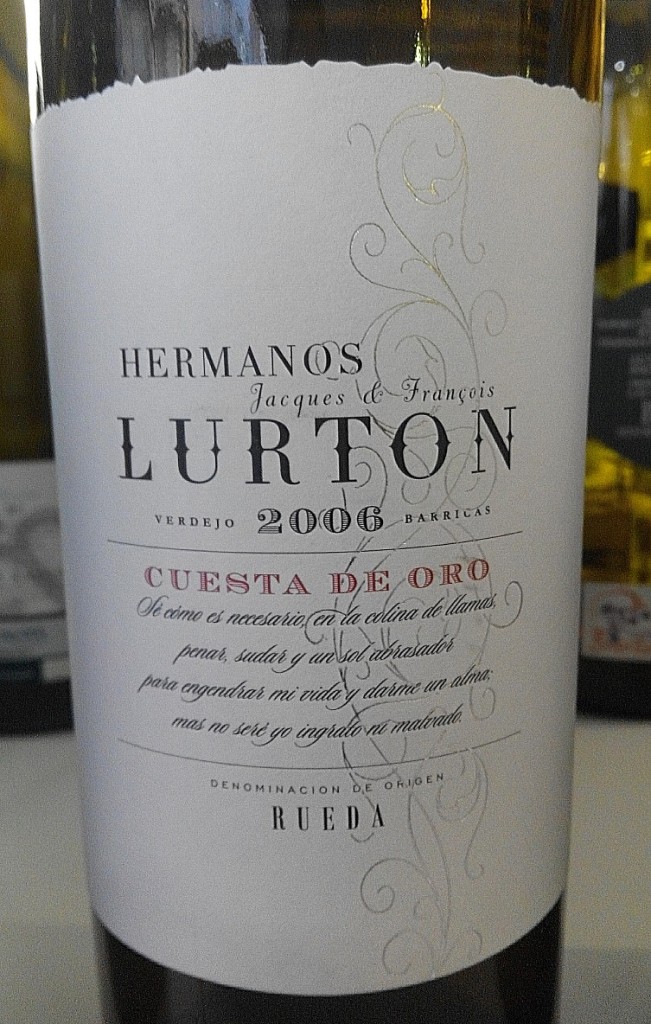 HERMANOS
Jacques & François
LURTON
VERDEJO 2006 BARRICAS
CUESTA DE ORO
Sé cómo es necesario, en la colina de llamas,
penar, sudar y un sol abrasador
para engendrar mi vida y darme un alma;
mas no seré yo ingrato ni malvado.
DENOMINACION DE ORIGEN
RUEDA